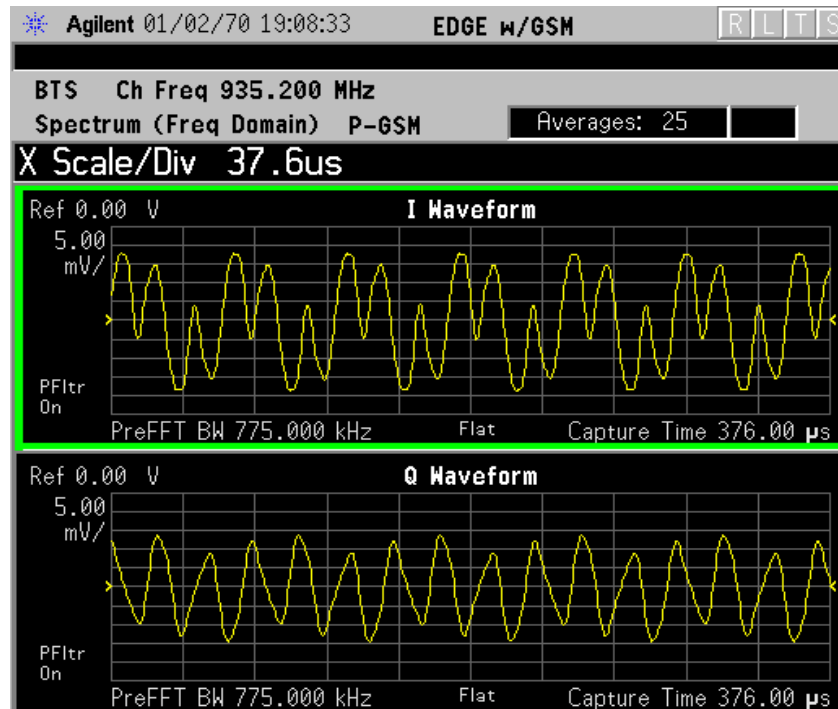 Agilent 01/02/70 19:08:33 EDGE w/GSM R L T S
BTS Ch Freq 935.200 MHz
Spectrum (Freq Domain) P-GSM Averages: 25
X Scale/Div 37.6us
Ref 0.00 V I Waveform
5.00
mV/
PFltr
On
PreFFT BW 775.000 kHz Flat Capture Time 376.00 µs
Ref 0.00 V Q Waveform
5.00
mV/
PFltr
On
PreFFT BW 775.000 kHz Flat Capture Time 376.00 µs